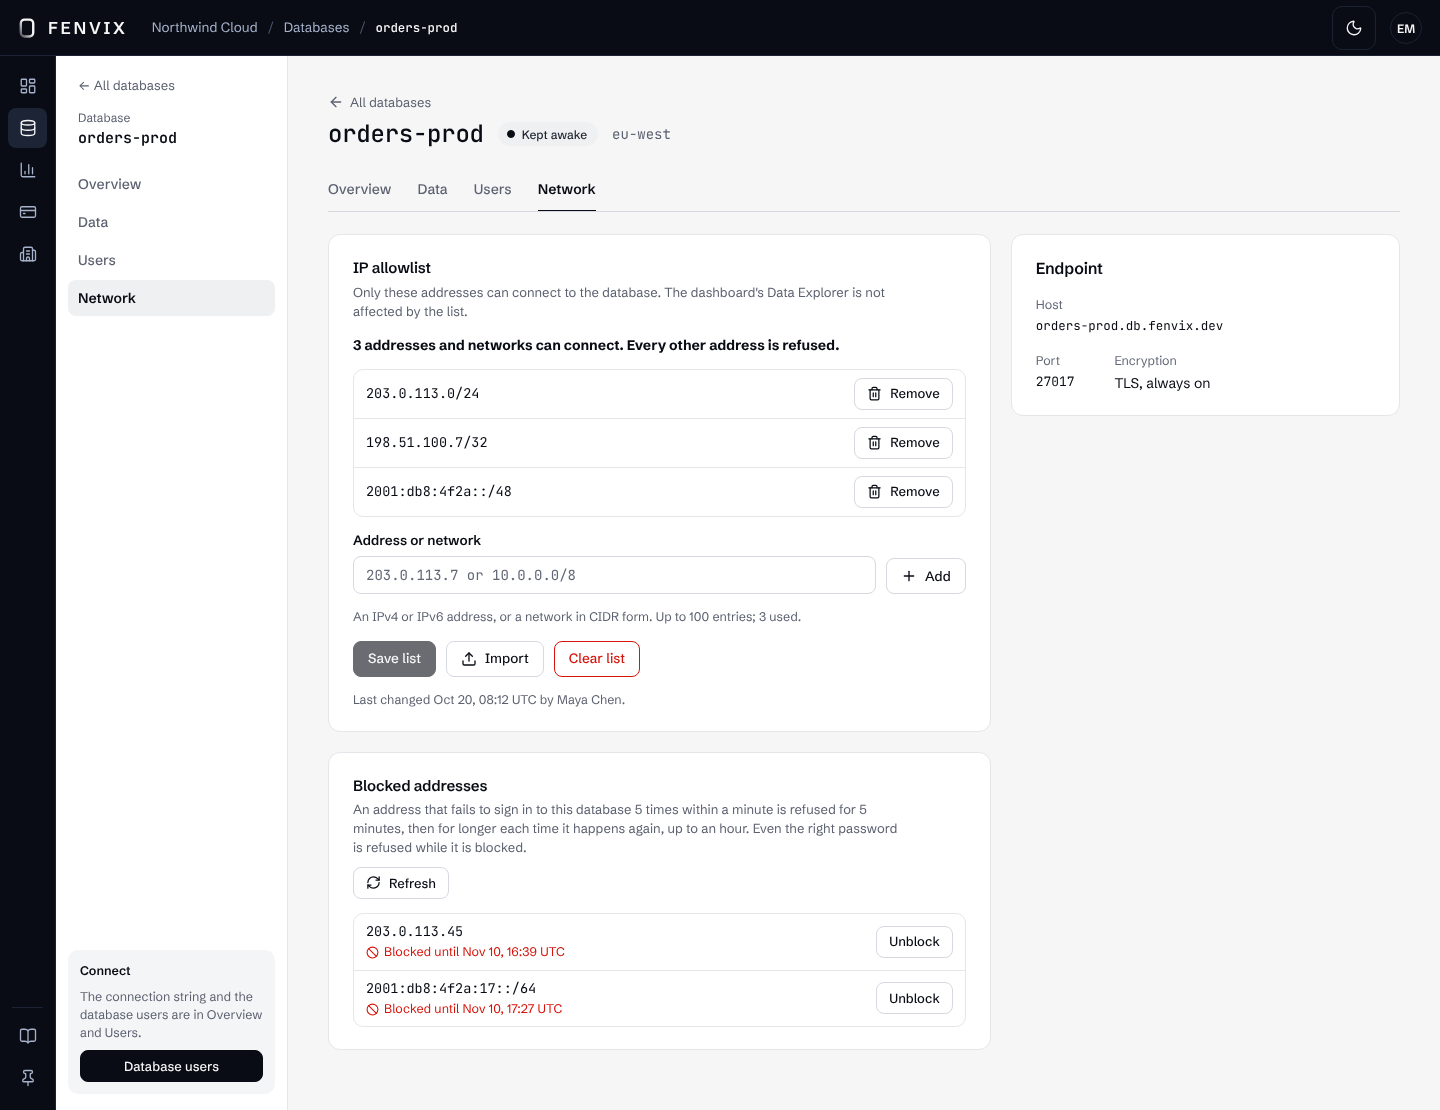 FENVIX
Northwind Cloud / Databases / orders-prod
EM
← All databases
Database
orders-prod
Overview
Data
Users
Network
Connect
The connection string and the
database users are in Overview
and Users.
Database users
← All databases
orders-prod
Kept awake
eu-west
Overview
Data
Users
Network
IP allowlist
Only these addresses can connect to the database. The dashboard's Data Explorer is not
affected by the list.
3 addresses and networks can connect. Every other address is refused.
203.0.113.0/24
Remove
198.51.100.7/32
Remove
2001:db8:4f2a::/48
Remove
Address or network
203.0.113.7 or 10.0.0.0/8
Add
An IPv4 or IPv6 address, or a network in CIDR form. Up to 100 entries; 3 used.
Save list
Import
Clear list
Last changed Oct 20, 08:12 UTC by Maya Chen.
Blocked addresses
An address that fails to sign in to this database 5 times within a minute is refused for 5
minutes, then for longer each time it happens again, up to an hour. Even the right password
is refused while it is blocked.
Refresh
203.0.113.45
Blocked until Nov 10, 16:39 UTC
Unblock
2001:db8:4f2a:17::/64
Blocked until Nov 10, 17:27 UTC
Unblock
Endpoint
Host
orders-prod.db.fenvix.dev
Port
27017
Encryption
TLS, always on